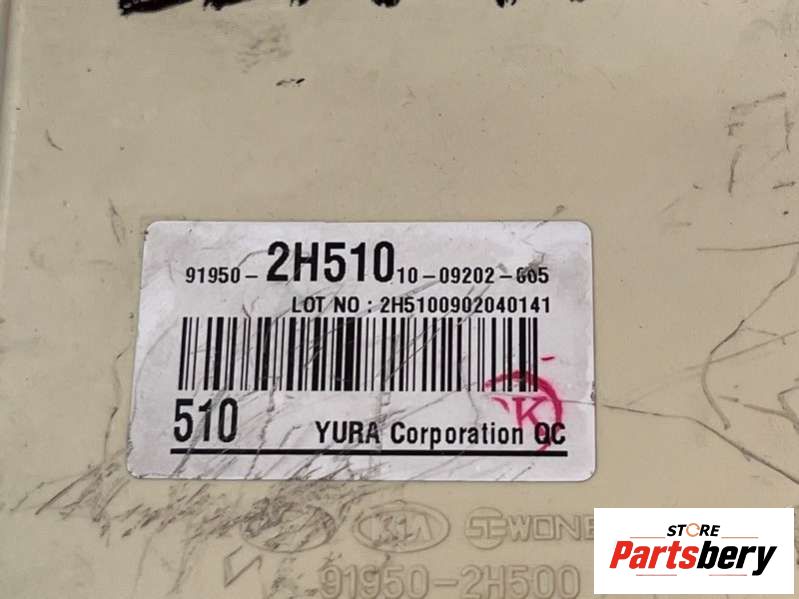 91950- 2H510 10-09202-605
LOT NO : 2H5100902040141
510 YURA Corporation QC
KIA SEWON
91950-2H500
STORE
Partsbery